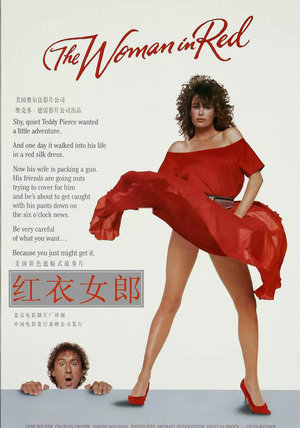 The Woman in Red
美国奥尔良影片公司
维克多·德雷影片公司出品
Shy, quiet Teddy Pierce wanted
a little adventure.
And one day it walked into his life
in a red silk dress.
Now his wife is packing a gun.
His friends are going nuts
trying to cover for him
and he's about to get caught
with his pants down on
the six o'clock news.
Be very careful
of what you want…
Because you just might get it.
美国彩色遮幅式故事片
红衣女郎
北京电影制片厂译制
中国电影发行放映公司发行